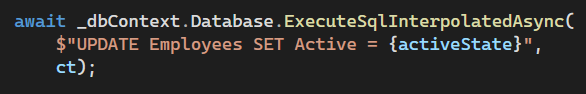 await _dbContext.Database.ExecuteSqlInterpolatedAsync(
$"UPDATE Employees SET Active = {activeState}",
ct);